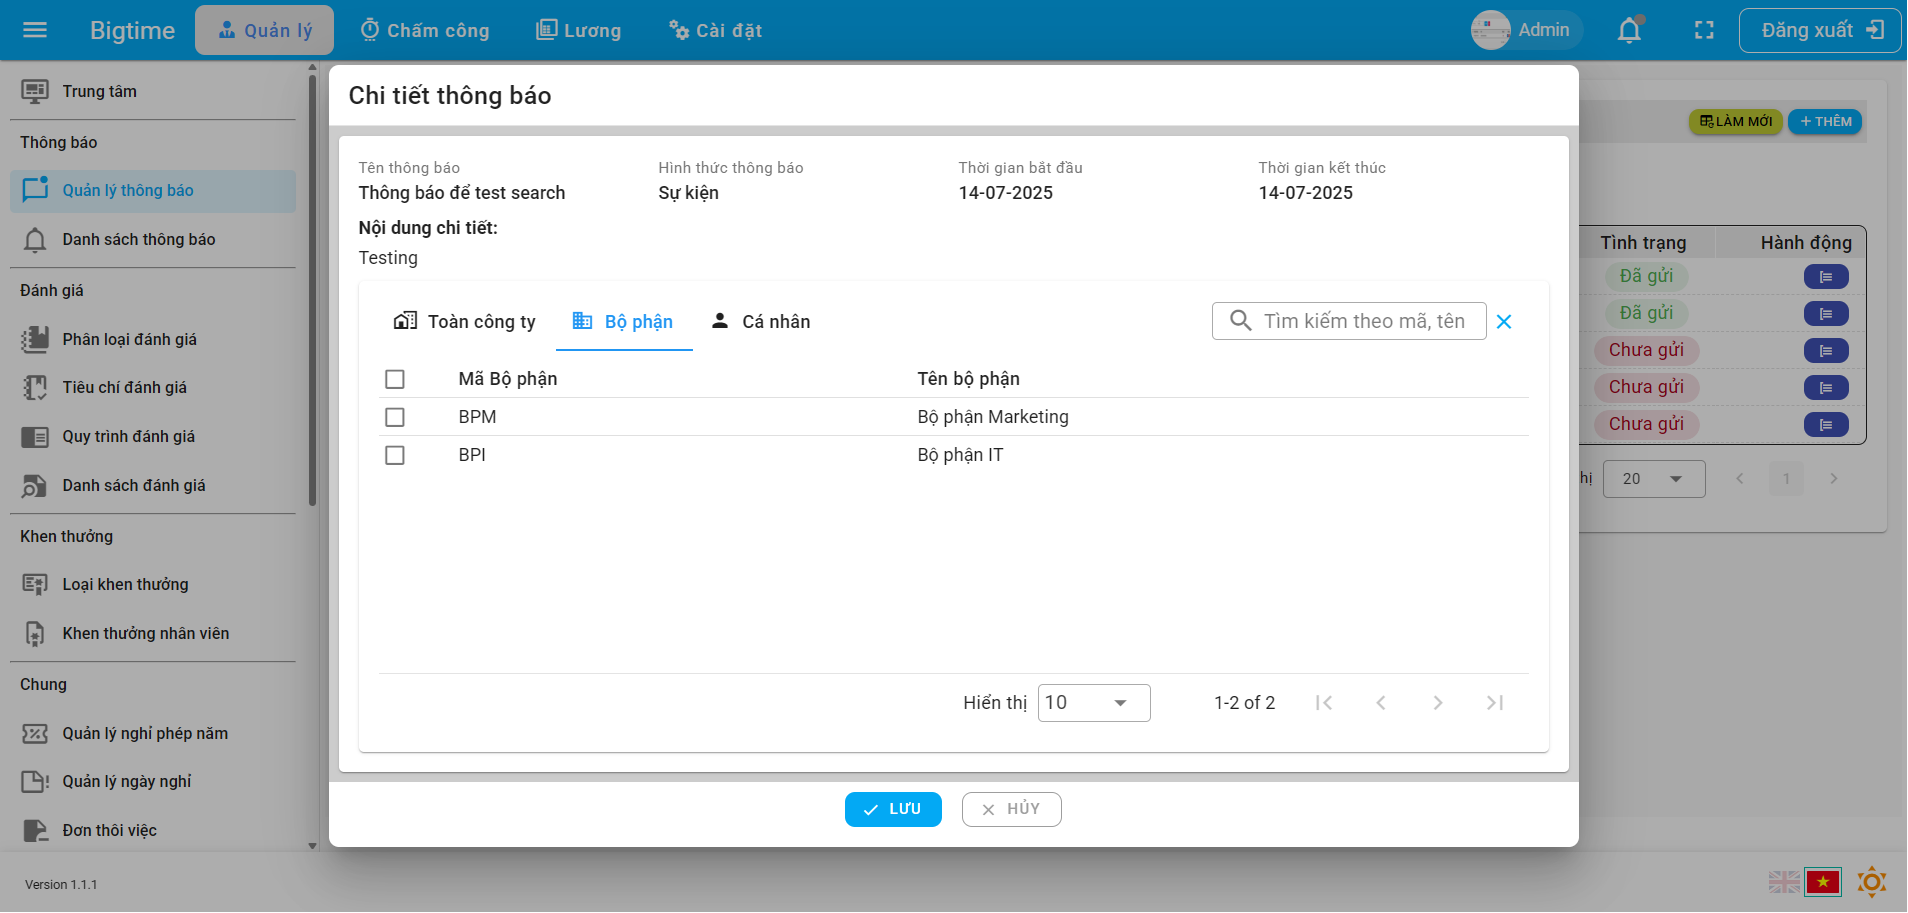 Bigtime
Quản lý
Chấm công
Lương
Cài đặt
Admin
Đăng xuất
Trung tâm
Thông báo
Quản lý thông báo
Danh sách thông báo
Đánh giá
Phân loại đánh giá
Tiêu chí đánh giá
Quy trình đánh giá
Danh sách đánh giá
Khen thưởng
Loại khen thưởng
Khen thưởng nhân viên
Chung
Quản lý nghỉ phép năm
Quản lý ngày nghỉ
Đơn thôi việc
Version 1.1.1
Chi tiết thông báo
Tên thông báo
Thông báo để test search
Hình thức thông báo
Sự kiện
Thời gian bắt đầu
14-07-2025
Thời gian kết thúc
14-07-2025
Nội dung chi tiết:
Testing
Toàn công ty
Bộ phận
Cá nhân
Tìm kiếm theo mã, tên
Mã Bộ phận
Tên bộ phận
BPM
Bộ phận Marketing
BPI
Bộ phận IT
Hiển thị
10
1-2 of 2
LƯU
HỦY
LÀM MỚI
THÊM
Tình trạng
Hành động
Đã gửi
Đã gửi
Chưa gửi
Chưa gửi
Chưa gửi
hị
20
1